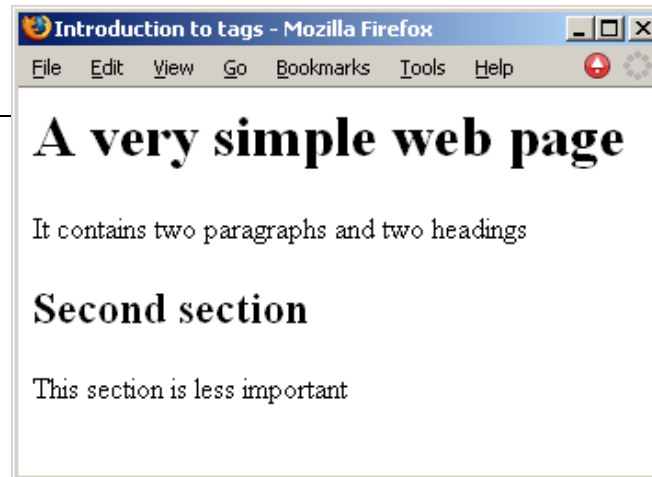 Introduction to tags - Mozilla Firefox
File Edit View Go Bookmarks Tools Help
A very simple web page
It contains two paragraphs and two headings
Second section
This section is less important